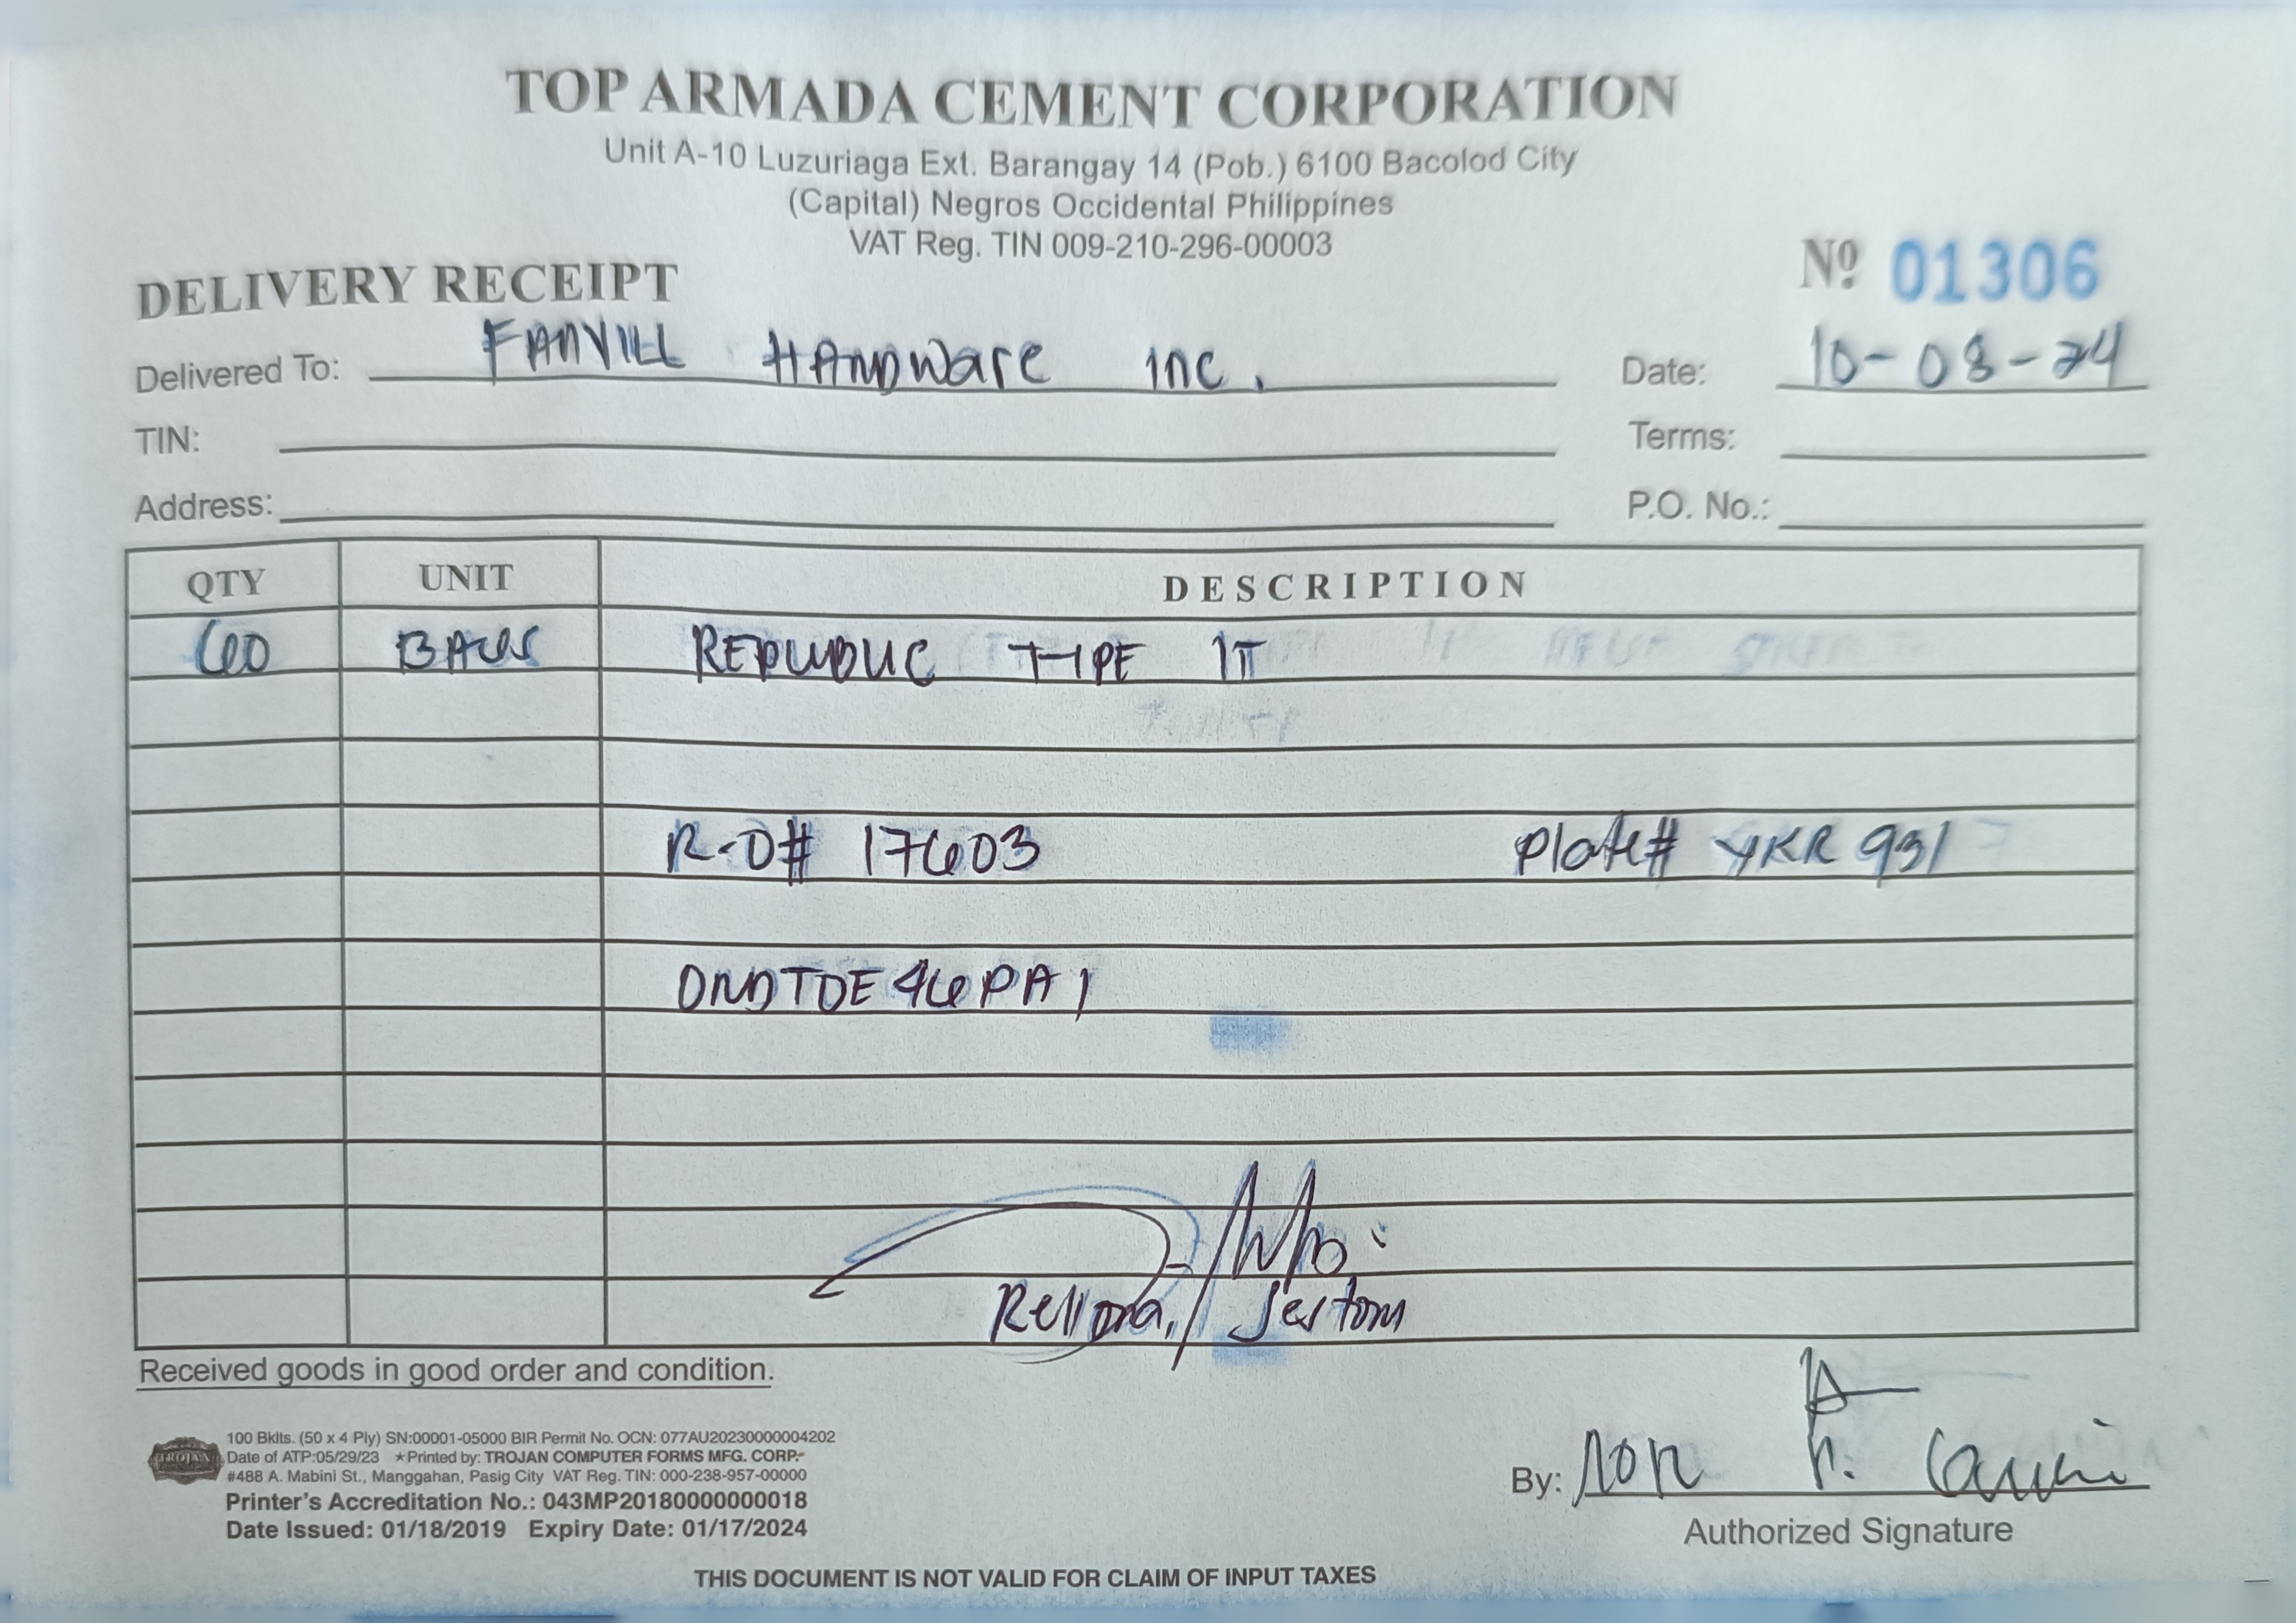 TOP ARMADA CEMENT CORPORATION
Unit A-10 Luzuriaga Ext. Barangay 14 (Pob.) 6100 Bacolod City
(Capital) Negros Occidental Philippines
VAT Reg. TIN 009-210-296-00003
DELIVERY RECEIPT
Nº 01306
Delivered To: FANVILL HARDWARE INC. Date: 10-08-24
TIN: Terms:
Address: P.O. No.:
QTY UNIT DESCRIPTION
60 BAGS REPUBLIC TYPE 1T
R-O# 17603 Plate# YKR 931
DNDTDE46PA1
Jestom
Received goods in good order and condition.
100 Bklts. (50 x 4 Ply) SN:00001-05000 BIR Permit No. OCN: 077AU20230000004202
Date of ATP:05/29/23 ★Printed by: TROJAN COMPUTER FORMS MFG. CORP.
#488 A. Mabini St., Manggahan, Pasig City VAT Reg. TIN: 000-238-957-00000
Printer's Accreditation No.: 043MP20180000000018
Date Issued: 01/18/2019 Expiry Date: 01/17/2024
TROJAN
By:
Authorized Signature
THIS DOCUMENT IS NOT VALID FOR CLAIM OF INPUT TAXES